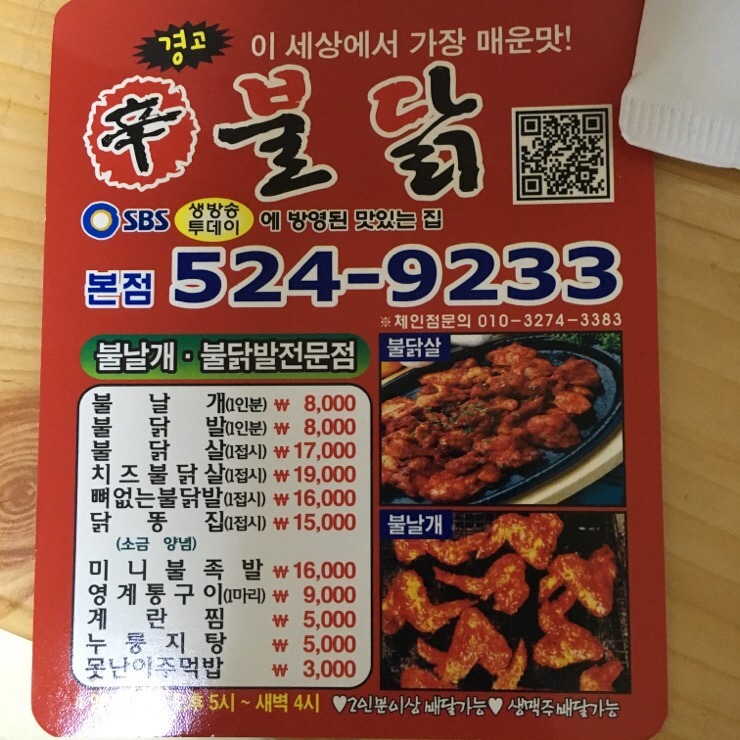 경고
이 세상에서 가장 매운맛!
辛 불닭
SBS 생방송 투데이 에 방영된 맛있는 집
본점 524-9233
※체인점문의 010-3274-3383
불날개 · 불닭발전문점
불날개(1인분) ₩ 8,000
불닭발(1인분) ₩ 8,000
불닭살(1접시) ₩ 17,000
치즈불닭살(1접시) ₩ 19,000
뼈없는불닭발(1접시) ₩ 16,000
닭똥집(1접시) ₩ 15,000
(소금 양념)
미니불족발 ₩ 16,000
영계통구이(1마리) ₩ 9,000
계란찜 ₩ 5,000
누룽지탕 ₩ 5,000
못난이주먹밥 ₩ 3,000
불닭살
불날개
5시 ~ 새벽 4시 ♥2인분이상 배달가능♥ 생맥주배달가능